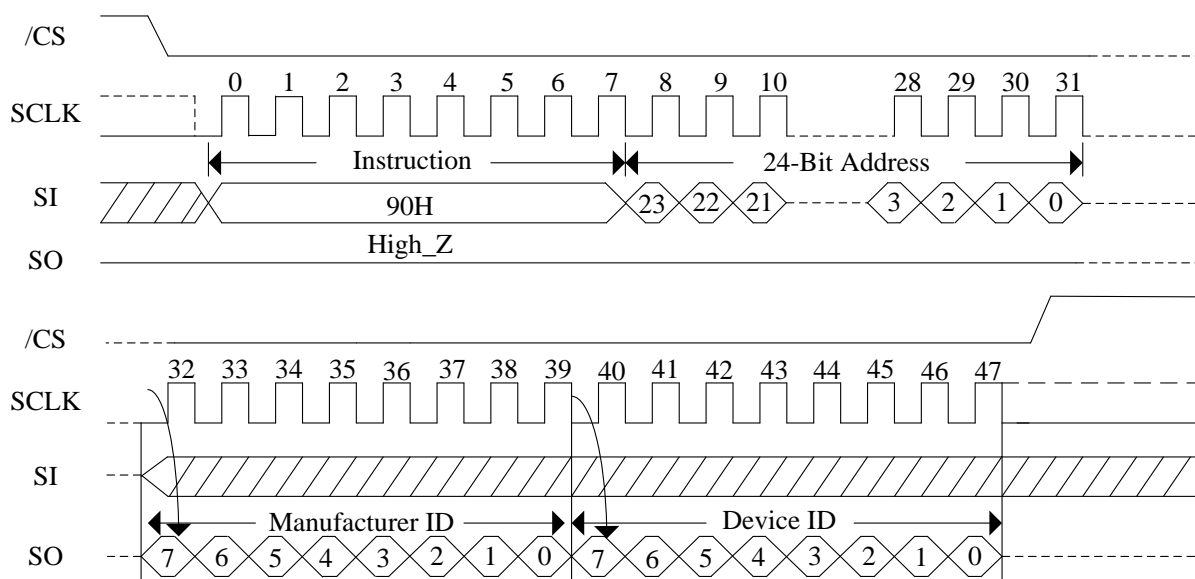 /CS
0 1 2 3 4 5 6 7 8 9 10 28 29 30 31
SCLK
Instruction 24-Bit Address
SI 90H 23 22 21 3 2 1 0
High_Z
SO
/CS
32 33 34 35 36 37 38 39 40 41 42 43 44 45 46 47
SCLK
SI
Manufacturer ID Device ID
SO 7 6 5 4 3 2 1 0 7 6 5 4 3 2 1 0